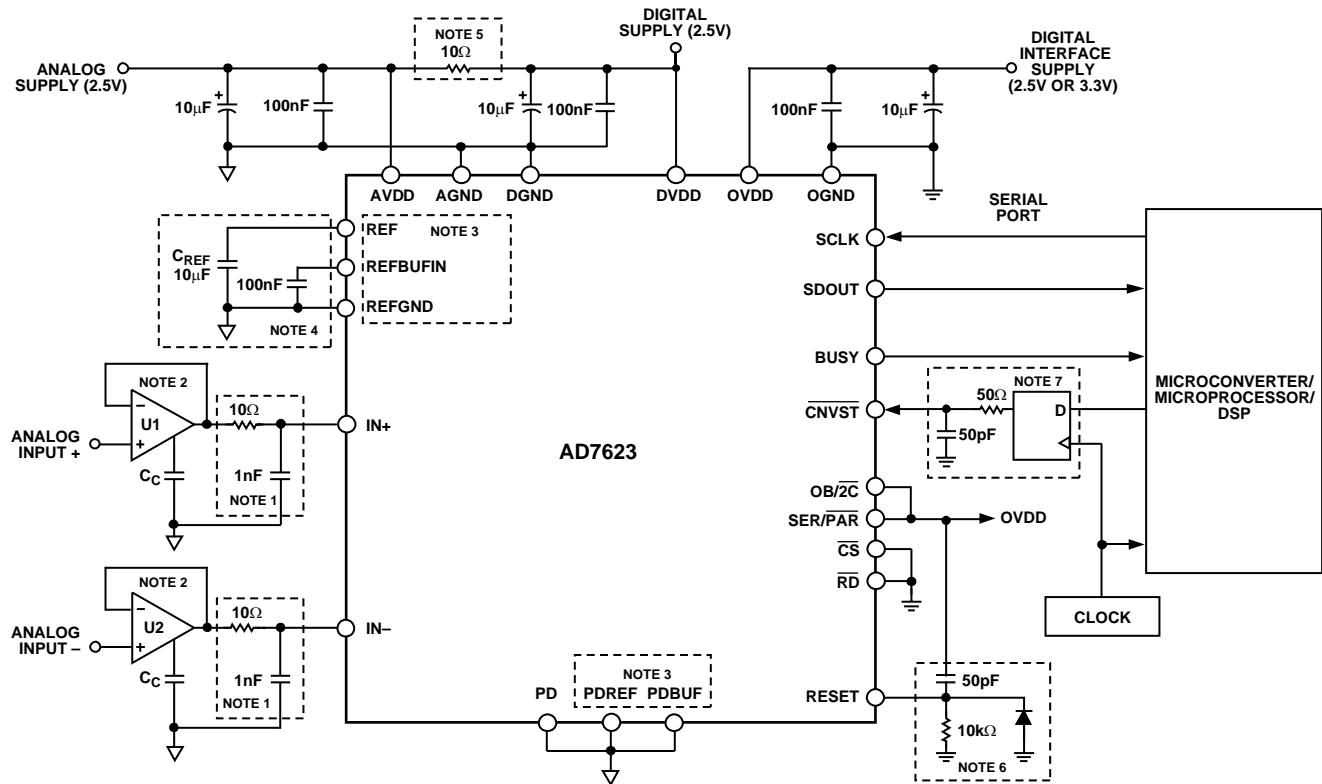 NOTE 5
10Ω
DIGITAL
SUPPLY (2.5V)
DIGITAL
INTERFACE
SUPPLY
(2.5V OR 3.3V)
ANALOG
SUPPLY (2.5V)
+
10μF
100nF
+
10μF
100nF
100nF
+
10μF
AVDD
AGND
DGND
DVDD
OVDD
OGND
REF
NOTE 3
REFBUFIN
REFGND
CREF
10μF
100nF
NOTE 4
SERIAL
PORT
SCLK
SDOUT
BUSY
MICROCONVERTER/
MICROPROCESSOR/
DSP
NOTE 7
50Ω
D
CNVST
50pF
NOTE 2
−
U1
+
ANALOG
INPUT +
10Ω
IN+
CC
1nF
NOTE 1
AD7623
OB/2C
SER/PAR
OVDD
CS
RD
CLOCK
NOTE 2
−
U2
+
ANALOG
INPUT −
10Ω
IN−
CC
1nF
NOTE 1
PD
NOTE 3
PDREF
PDBUF
RESET
50pF
10kΩ
NOTE 6